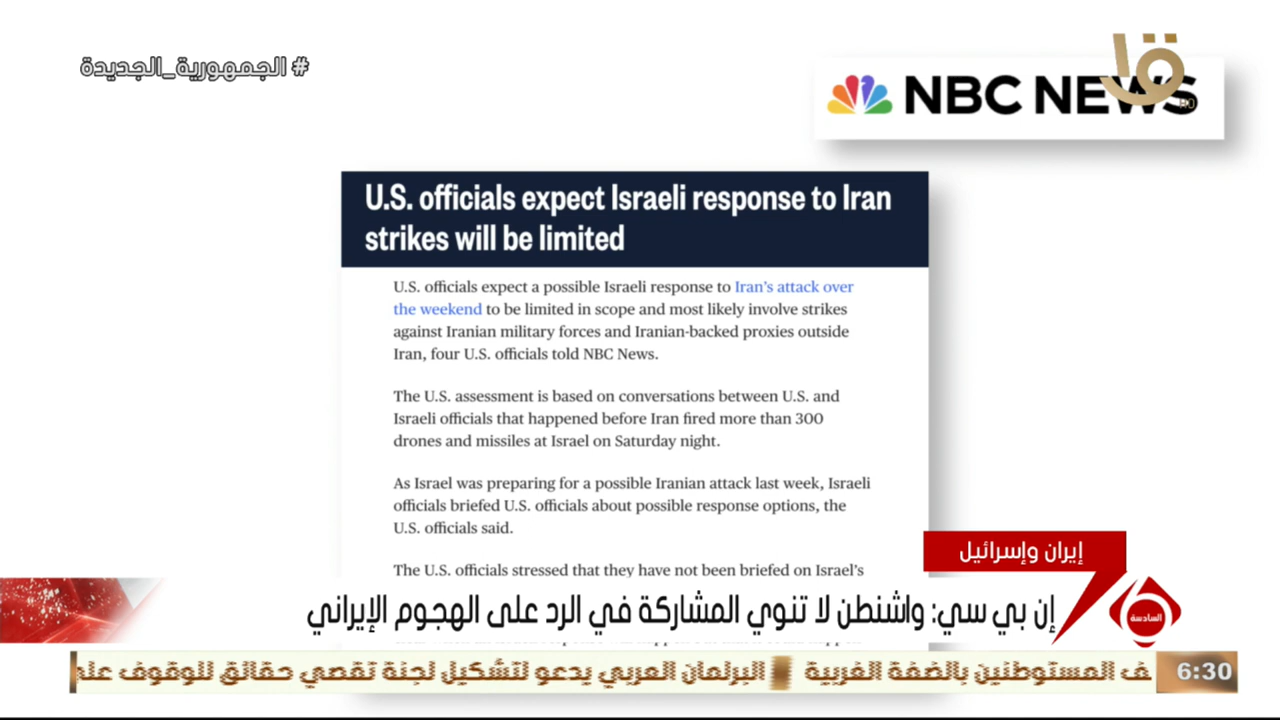 # الجمهورية_الجديدة
NBC NEWS
U.S. officials expect Israeli response to Iran
strikes will be limited
U.S. officials expect a possible Israeli response to Iran's attack over
the weekend to be limited in scope and most likely involve strikes
against Iranian military forces and Iranian-backed proxies outside
Iran, four U.S. officials told NBC News.
The U.S. assessment is based on conversations between U.S. and
Israeli officials that happened before Iran fired more than 300
drones and missiles at Israel on Saturday night.
As Israel was preparing for a possible Iranian attack last week, Israeli
officials briefed U.S. officials about possible response options, the
U.S. officials said.
The U.S. officials stressed that they have not been briefed on Israel's
إيران وإسرائيل
إن بي سي: واشنطن لا تنوي المشاركة في الرد على الهجوم الإيراني
السادسة
المستوطنين بالضفة الغربية
البرلمان العربي يدعو لتشكيل لجنة تقصي حقائق للوقوف
6:30